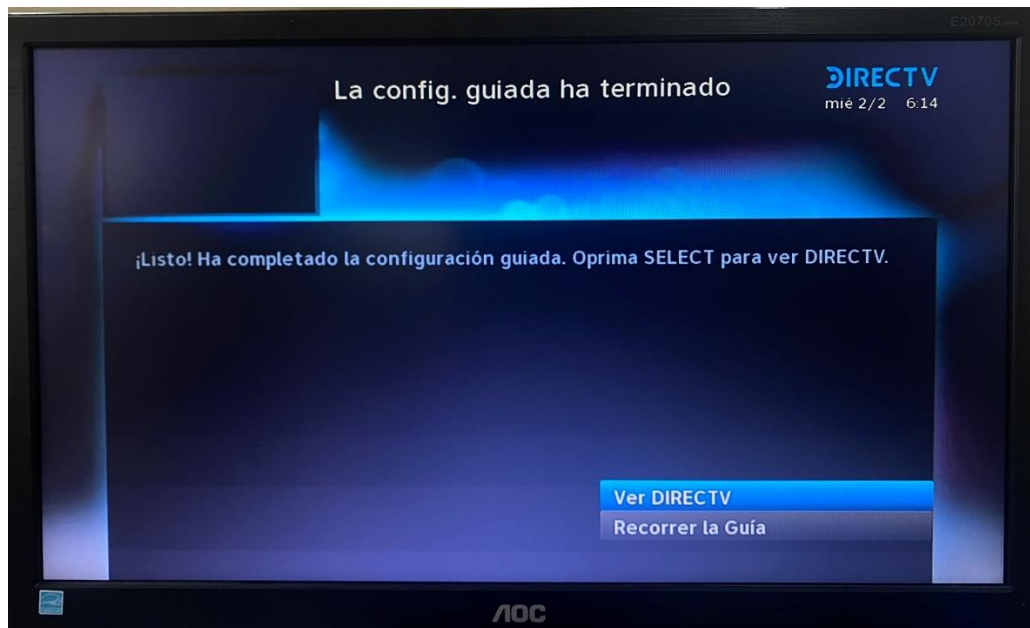 E2070S
La config. guiada ha terminado
DIRECTV
mié 2/2 6:14
¡Listo! Ha completado la configuración guiada. Oprima SELECT para ver DIRECTV.
Ver DIRECTV
Recorrer la Guía
AOC